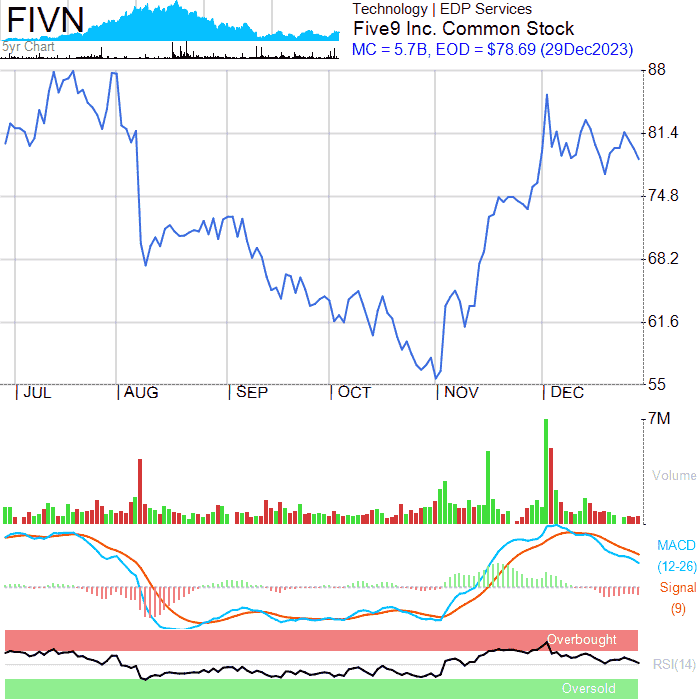 FIVN
5yr Chart
Technology | EDP Services
Five9 Inc. Common Stock
MC = 5.7B, EOD = $78.69 (29Dec2023)
88
81.4
74.8
68.2
61.6
55
JUL AUG SEP OCT NOV DEC
7M
Volume
MACD
(12-26)
Signal
(9)
Overbought
RSI(14)
Oversold